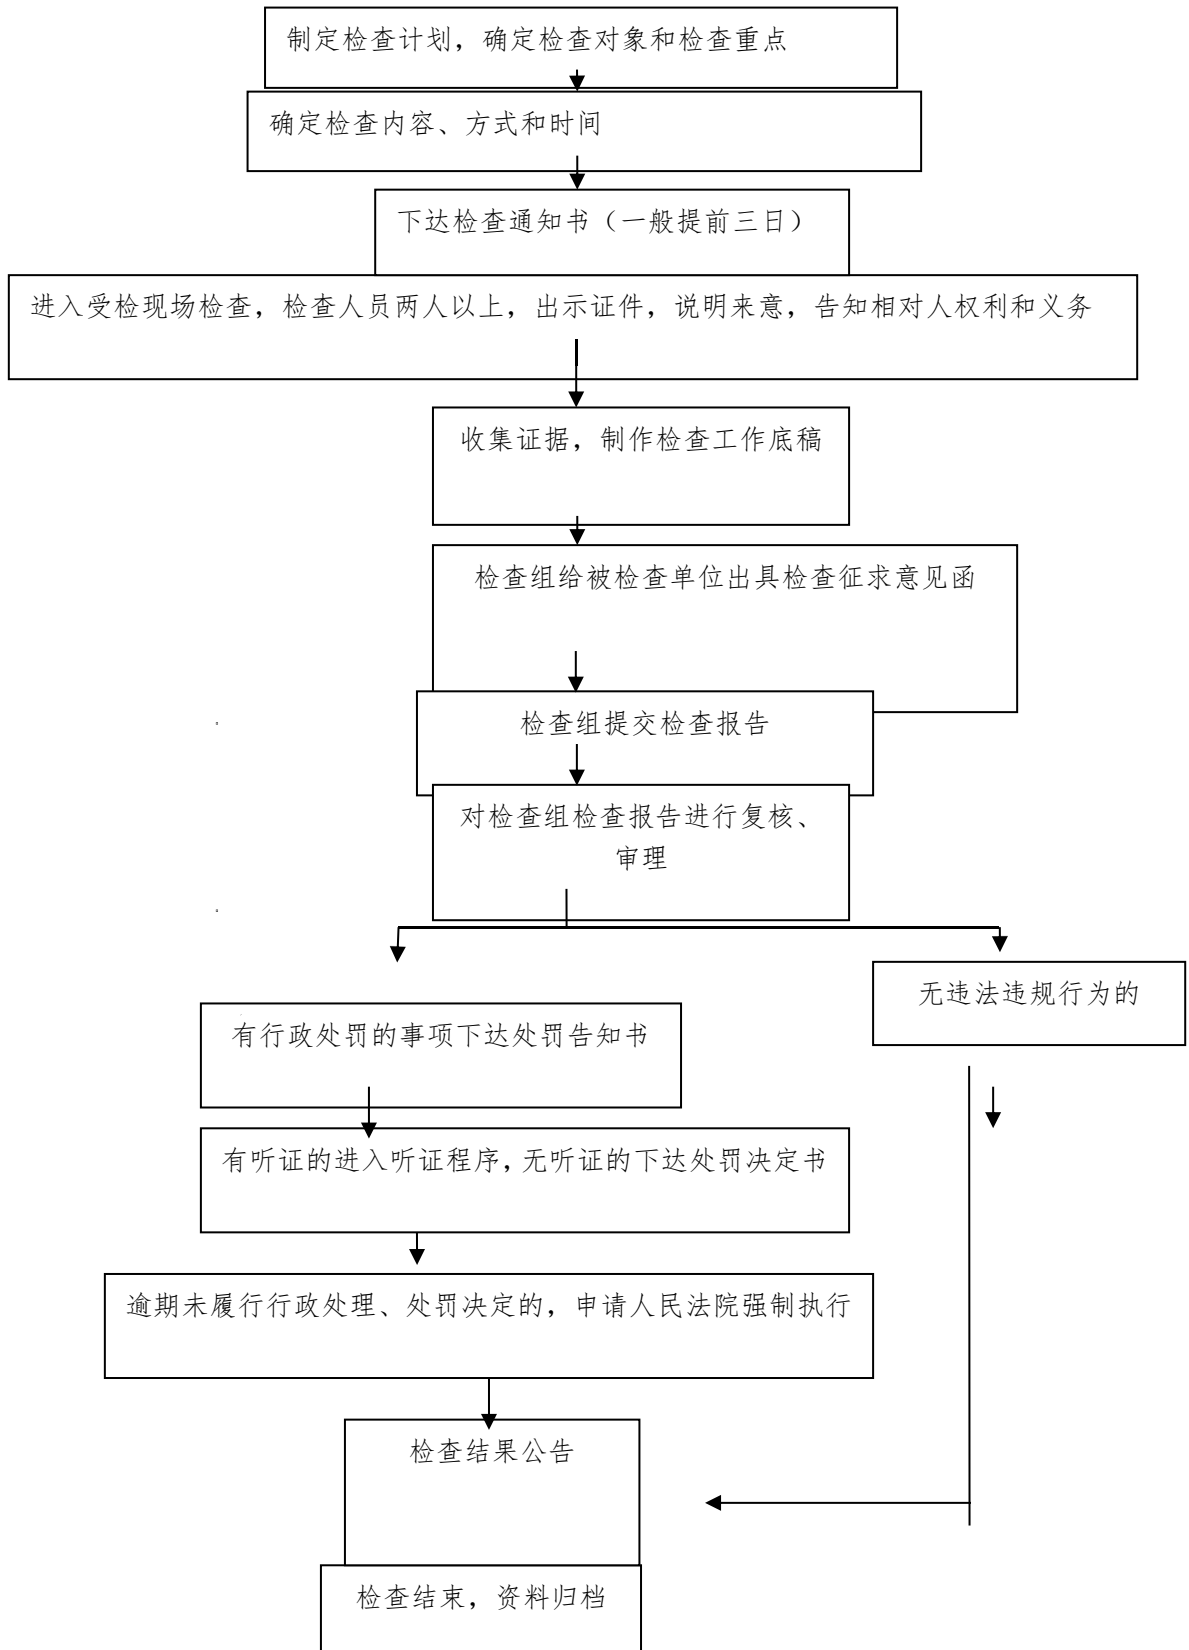 制定检查计划，确定检查对象和检查重点
确定检查内容、方式和时间
下达检查通知书（一般提前三日）
进入受检现场检查，检查人员两人以上，出示证件，说明来意，告知相对人权利和义务
收集证据，制作检查工作底稿
检查组给被检查单位出具检查征求意见函
检查组提交检查报告
对检查组检查报告进行复核、
审理
无违法违规行为的
有行政处罚的事项下达处罚告知书
有听证的进入听证程序，无听证的下达处罚决定书
逾期未履行行政处理、处罚决定的，申请人民法院强制执行
检查结果公告
检查结束，资料归档